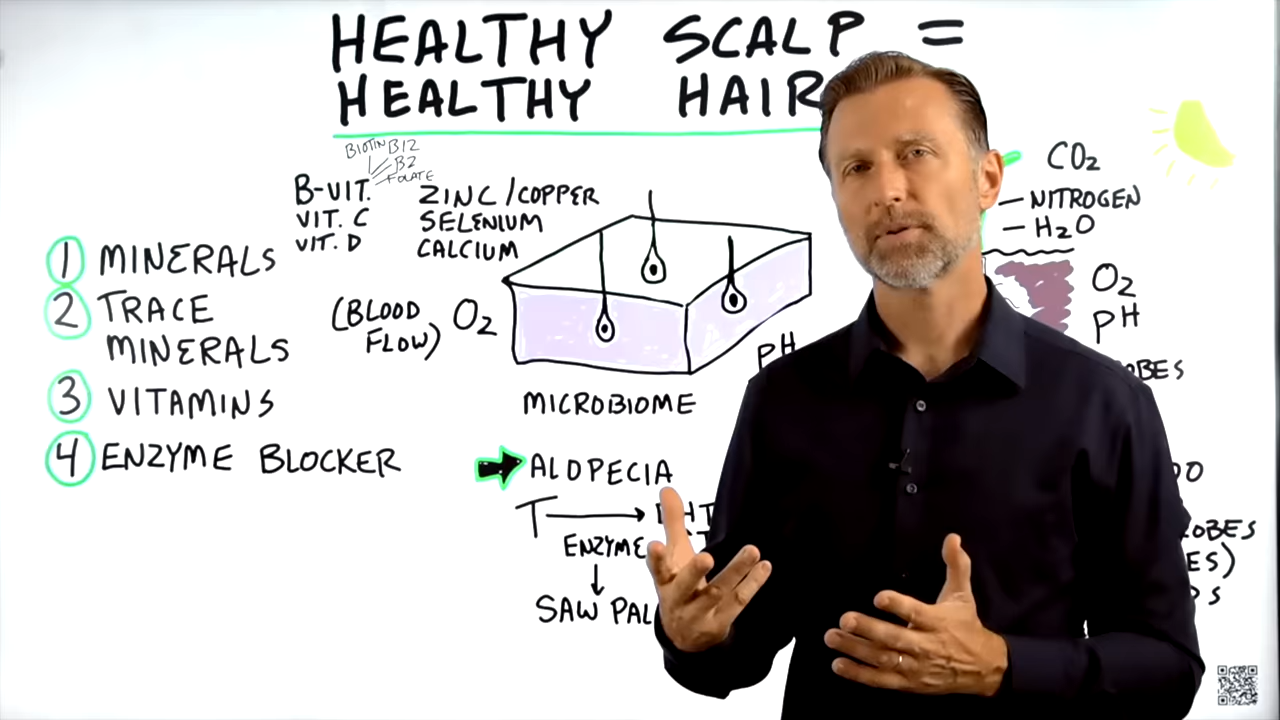 HEALTHY SCALP =
HEALTHY HAIR
BIOTIN B12
B2
FOLATE
B-VIT.
VIT. C
VIT. D
ZINC/COPPER
SELENIUM
CALCIUM
1 MINERALS
2 TRACE
MINERALS
3 VITAMINS
4 ENZYME BLOCKER
(BLOOD
FLOW) O2
PH
MICROBIOME
ALOPECIA
T
ENZYME
SAW
CO2
NITROGEN
H2O
O2
PH